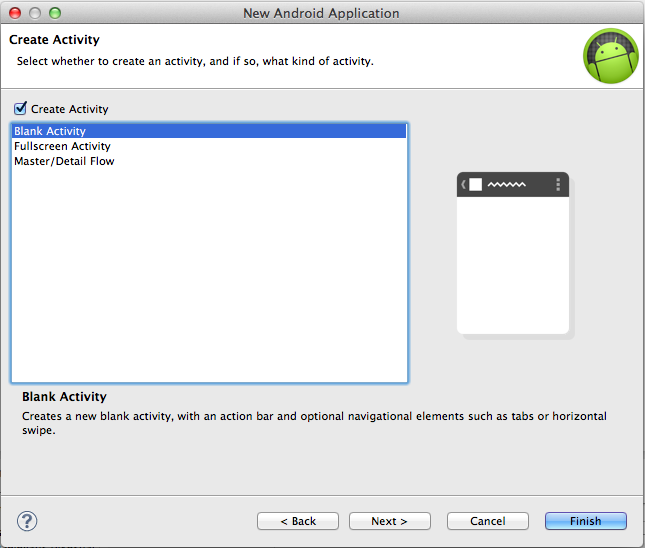 New Android Application
Create Activity
Select whether to create an activity, and if so, what kind of activity.
Create Activity
Blank Activity
Fullscreen Activity
Master/Detail Flow
Blank Activity
Creates a new blank activity, with an action bar and optional navigational elements such as tabs or horizontal
swipe.
?
< Back
Next >
Cancel
Finish